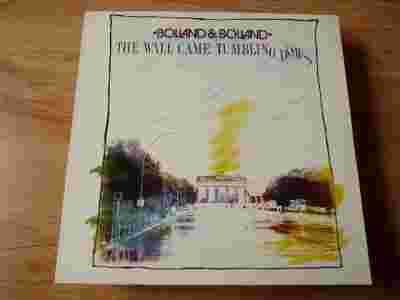 BOLLAND & BOLLAND
THE WALL CAME TUMBLING DOWN